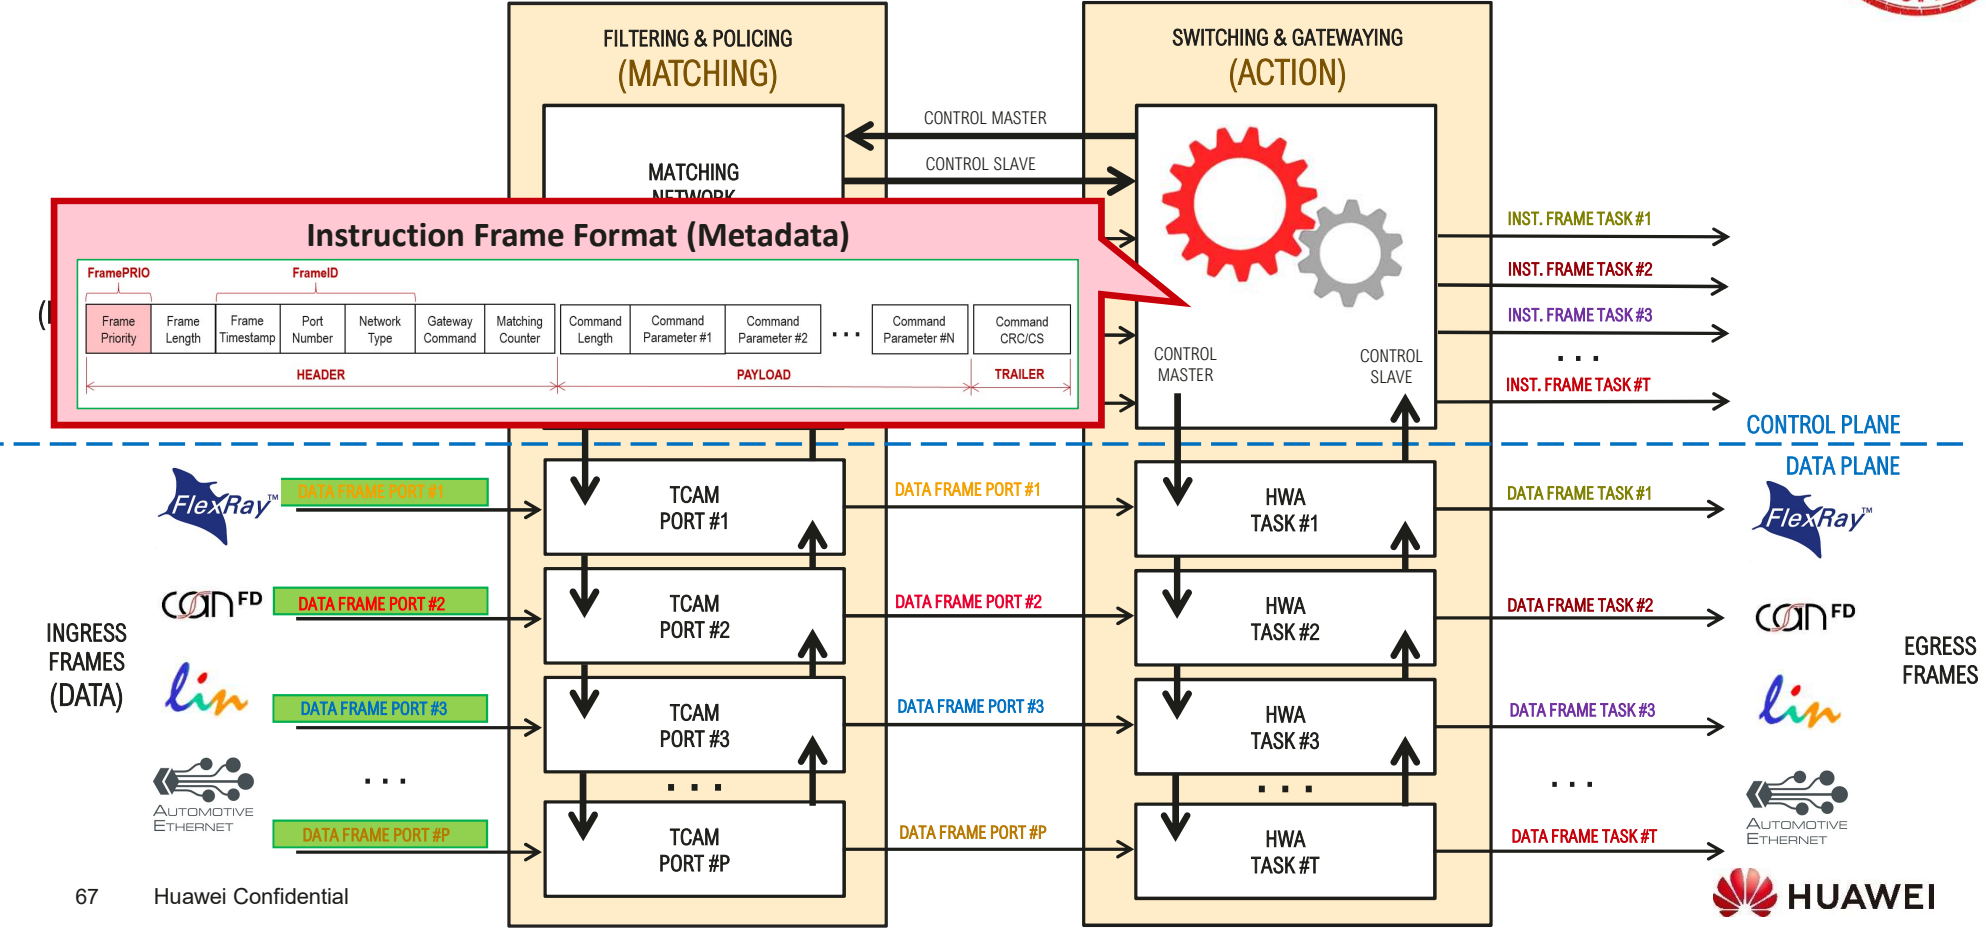 FILTERING & POLICING
(MATCHING)
SWITCHING & GATEWAYING
(ACTION)
CONTROL MASTER
CONTROL SLAVE
MATCHING
NETWORK
Instruction Frame Format (Metadata)
FramePRIO
FrameID
Frame
Priority
Frame
Length
Frame
Timestamp
Port
Number
Network
Type
Gateway
Command
Matching
Counter
Command
Length
Command
Parameter #1
Command
Parameter #2
...
Command
Parameter #N
Command
CRC/CS
HEADER
PAYLOAD
TRAILER
CONTROL
MASTER
CONTROL
SLAVE
INST. FRAME TASK #1
INST. FRAME TASK #2
INST. FRAME TASK #3
...
INST. FRAME TASK #T
CONTROL PLANE
DATA PLANE
INGRESS
FRAMES
(DATA)
FlexRay™
DATA FRAME PORT #1
TCAM
PORT #1
DATA FRAME PORT #1
HWA
TASK #1
DATA FRAME TASK #1
FlexRay™
CAN FD
DATA FRAME PORT #2
TCAM
PORT #2
DATA FRAME PORT #2
HWA
TASK #2
DATA FRAME TASK #2
CAN FD
EGRESS
FRAMES
lin
DATA FRAME PORT #3
TCAM
PORT #3
DATA FRAME PORT #3
HWA
TASK #3
DATA FRAME TASK #3
lin
...
...
...
...
AUTOMOTIVE
ETHERNET
DATA FRAME PORT #P
TCAM
PORT #P
DATA FRAME PORT #P
HWA
TASK #T
DATA FRAME TASK #T
AUTOMOTIVE
ETHERNET
67
Huawei Confidential
HUAWEI